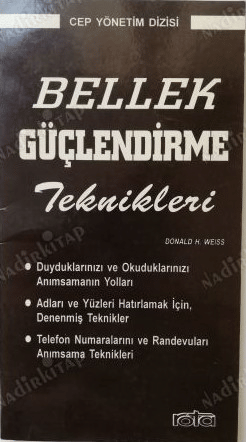 CEP YÖNETİM DİZİSİ
BELLEK
GÜÇLENDİRME
Teknikleri
DONALD H. WEISS
● Duyduklarınızı ve Okuduklarınızı
Anımsamanın Yolları
● Adları ve Yüzleri Hatırlamak İçin,
Denenmiş Teknikler
● Telefon Numaralarını ve Randevuları
Anımsama Teknikleri
rota
NadirKitap